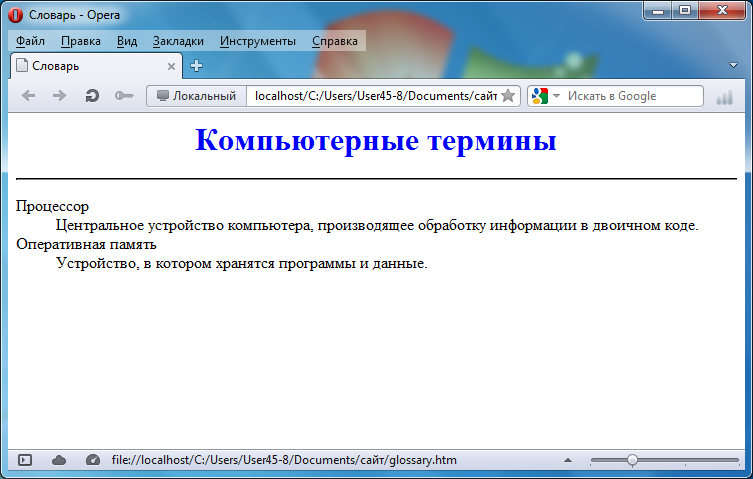 Словарь - Opera
Файл Правка Вид Закладки Инструменты Справка
Словарь
Локальный localhost/C:/Users/User45-8/Documents/сайт Искать в Google
Компьютерные термины
Процессор
Центральное устройство компьютера, производящее обработку информации в двоичном коде.
Оперативная память
Устройство, в котором хранятся программы и данные.
file://localhost/C:/Users/User45-8/Documents/сайт/glossary.htm